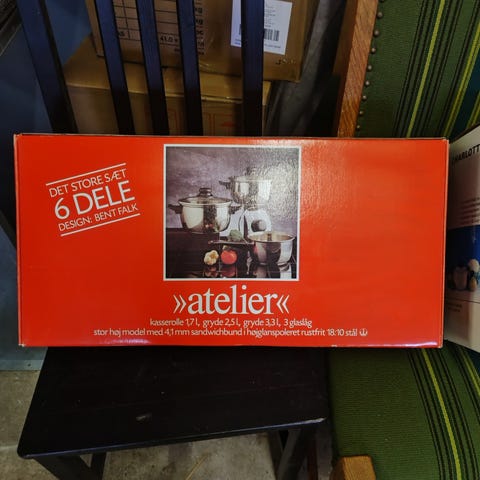 DET STORE SÆT
6 DELE
DESIGN: BENT FALK
»atelier«
kasserolle 1,7 l, gryde 2,5 l, gryde 3,3 l, 3 glaslåg
stor høj model med 4,1 mm sandwichbund i højglanspoleret rustfrit 18:10 stål